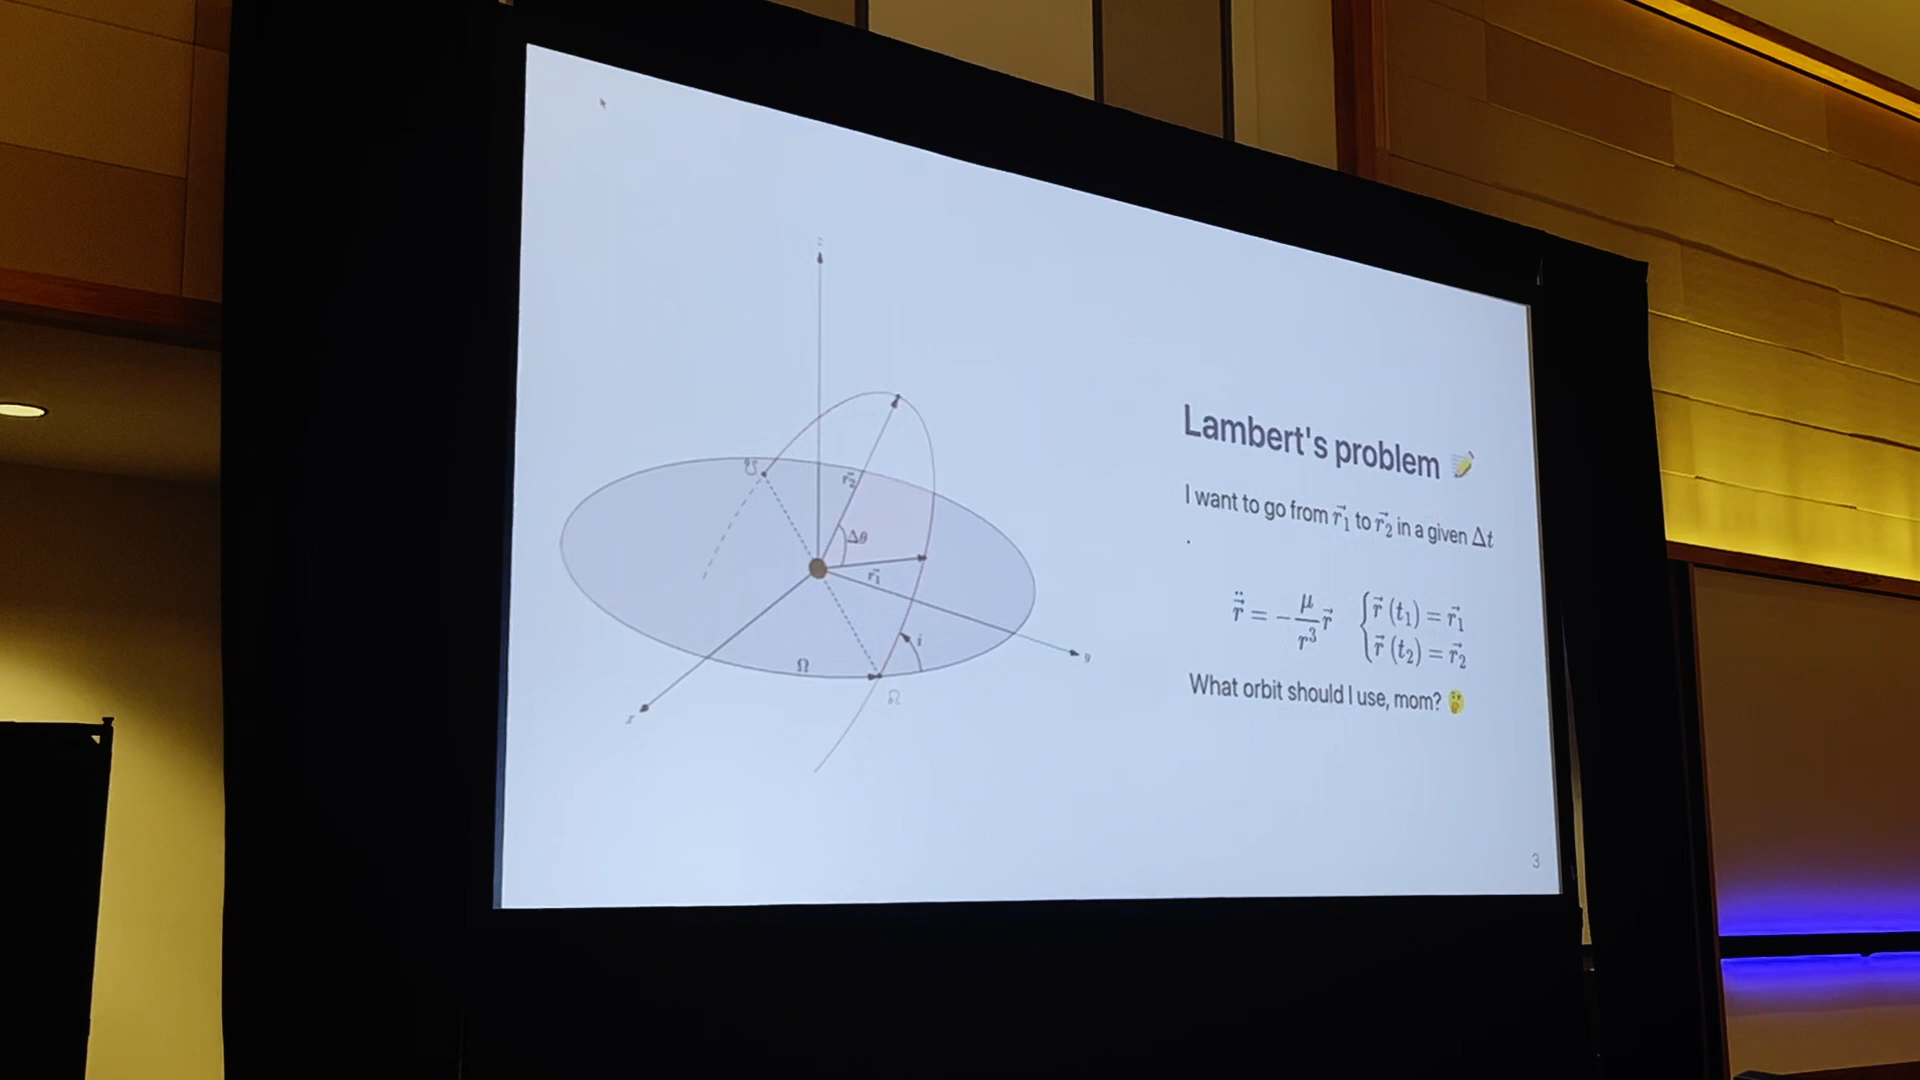 z
☋
r⃗₂
Δθ
r⃗₁
i
y
Ω
☊
x
Lambert's problem 📝
I want to go from r⃗₁ to r⃗₂ in a given Δt
.
r⃗̈ = −μ/r³ r⃗ { r⃗ (t₁) = r⃗₁
r⃗ (t₂) = r⃗₂
What orbit should I use, mom? 🤔
3